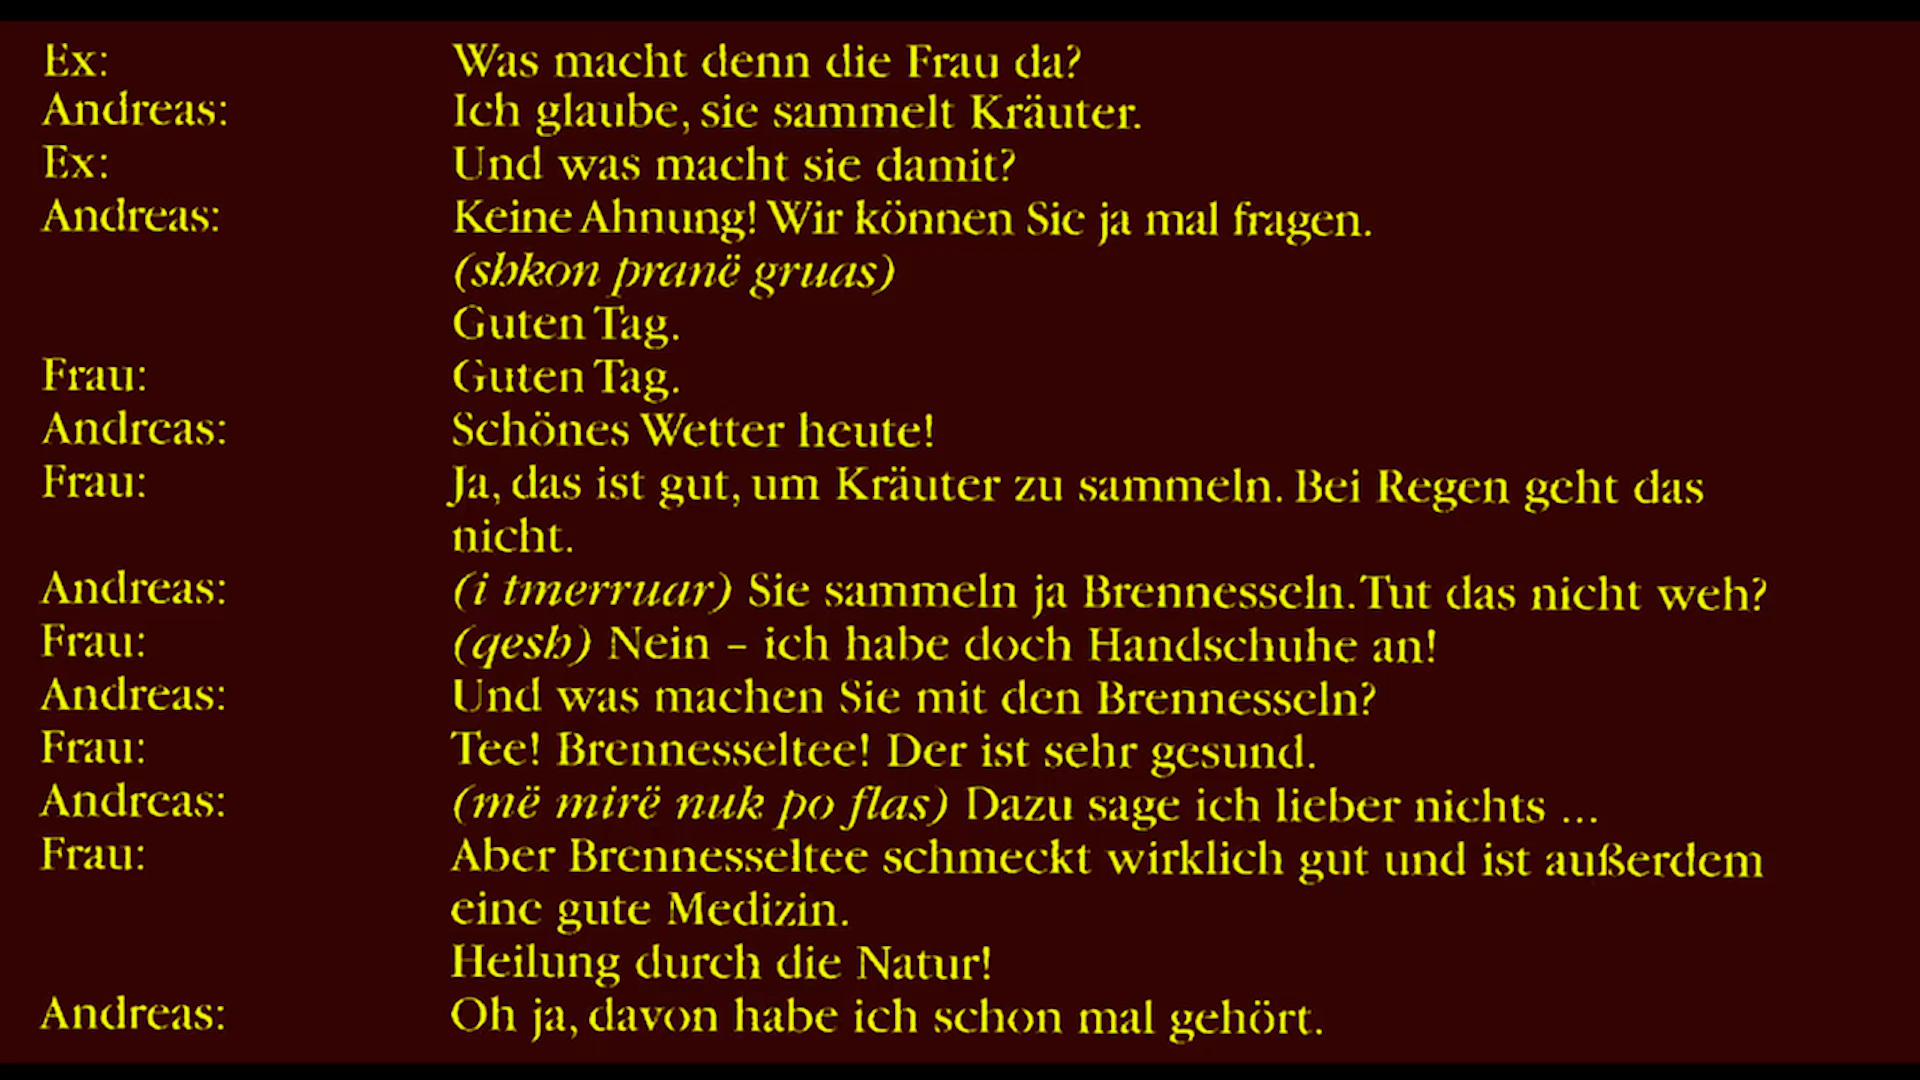 Ex: Was macht denn die Frau da?
Andreas: Ich glaube, sie sammelt Kräuter.
Ex: Und was macht sie damit?
Andreas: Keine Ahnung! Wir können Sie ja mal fragen.
(shkon pranë gruas)
Guten Tag.
Frau: Guten Tag.
Andreas: Schönes Wetter heute!
Frau: Ja, das ist gut, um Kräuter zu sammeln. Bei Regen geht das
nicht.
Andreas: (i tmerruar) Sie sammeln ja Brennesseln. Tut das nicht weh?
Frau: (qesh) Nein – ich habe doch Handschuhe an!
Andreas: Und was machen Sie mit den Brennesseln?
Frau: Tee! Brennesseltee! Der ist sehr gesund.
Andreas: (më mirë nuk po flas) Dazu sage ich lieber nichts ...
Frau: Aber Brennesseltee schmeckt wirklich gut und ist außerdem
eine gute Medizin.
Heilung durch die Natur!
Andreas: Oh ja, davon habe ich schon mal gehört.